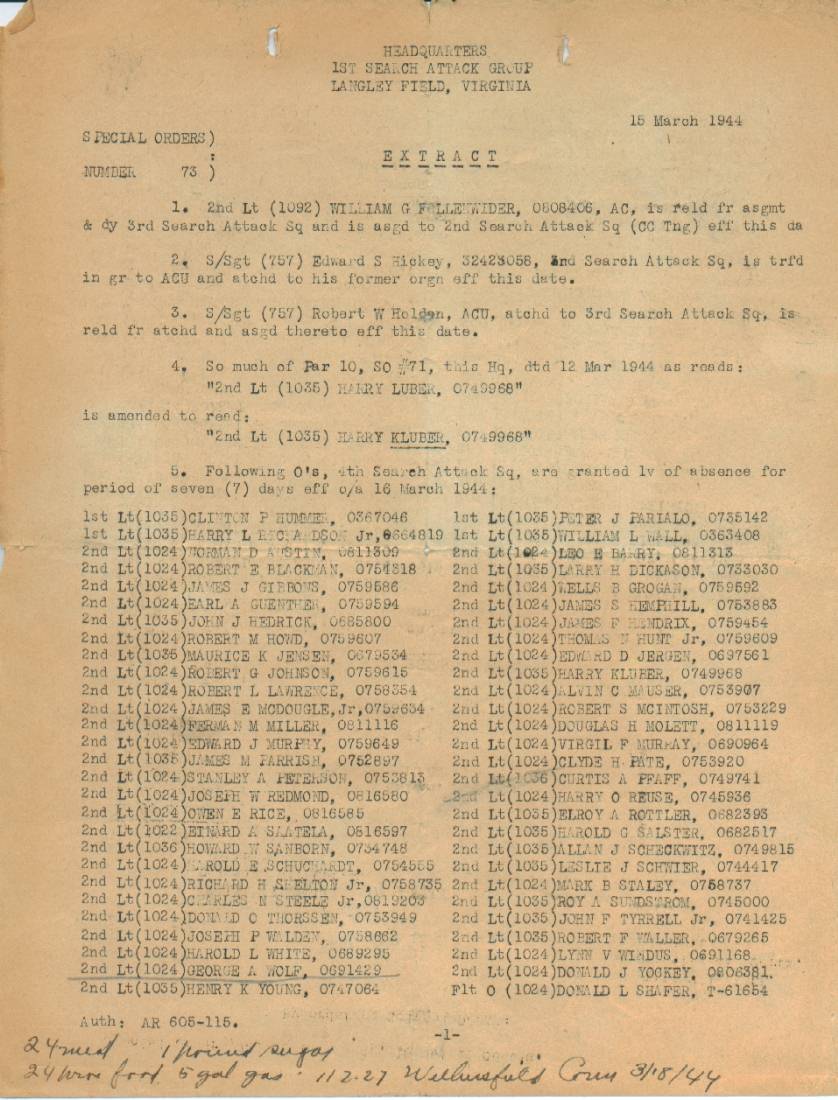 HEADQUARTERS
1ST SEARCH ATTACK GROUP
LANGLEY FIELD, VIRGINIA
15 March 1944
SPECIAL ORDERS)
:
NUMBER 73 )
E X T R A C T
1. 2nd Lt (1092) WILLIAM G FELLENWIDER, 0808406, AC, is reld fr asgmt
& dy 3rd Search Attack Sq and is asgd to 2nd Search Attack Sq (CC Tng) eff this da
2. S/Sgt (757) Edward S Hickey, 32423058, 2nd Search Attack Sq, is trf'd
in gr to ACU and atchd to his former orgn eff this date.
3. S/Sgt (757) Robert W Holden, ACU, atchd to 3rd Search Attack Sq, is
reld fr atchd and asgd thereto eff this date.
4. So much of Par 10, SO #71, this Hq, dtd 12 Mar 1944 as reads:
"2nd Lt (1035) HARRY LUBER, 0749968"
is amended to read:
"2nd Lt (1035) HARRY KLUBER, 0749968"
5. Following O's, 4th Search Attack Sq, are granted lv of absence for
period of seven (7) days eff o/a 16 March 1944:
1st Lt(1035)CLINTON P HUMMER, 0367046 1st Lt(1035)PETER J PARIALO, 0735142
1st Lt(1035)HARRY L RICHARDSON Jr, 1st Lt(1035)WILLIAM L WALL, 0363408
2nd Lt(1024)NORMAN D AUSTIN, 0811309 2nd Lt(1024)LEO E BARRY, 0811313
2nd Lt(1024)ROBERT E BLACKMAN, 0754818 2nd Lt(1035)LARRY H DICKASON, 0733030
2nd Lt(1024)JAMES J GIBBONS, 0759586 2nd Lt(1024)WELLS B GROGAN, 0759592
2nd Lt(1024)EARL A GUENTHER, 0759594 2nd Lt(1024)JAMES S HEMPHILL, 0753883
2nd Lt(1035)JOHN J HEDRICK, 0685800 2nd Lt(1024)JAMES F HENDRIX, 0759454
2nd Lt(1024)ROBERT M HOWD, 0759607 2nd Lt(1024)THOMAS N HUNT Jr, 0759609
2nd Lt(1035)MAURICE K JENSEN, 0679534 2nd Lt(1024)EDWARD D JERGEN, 0697561
2nd Lt(1024)ROBERT G JOHNSON, 0759615 2nd Lt(1035)HARRY KLUBER, 0749968
2nd Lt(1024)ROBERT L LAWRENCE, 0758354 2nd Lt(1024)ALVIN C MAUSER, 0753907
2nd Lt(1024)JAMES E MCDOUGLE,Jr,0759634 2nd Lt(1024)ROBERT S MCINTOSH, 0753229
2nd Lt(1024)FERMAN M MILLER, 0811116 2nd Lt(1024)DOUGLAS H MOLETT, 0811119
2nd Lt(1024)EDWARD J MURPHY, 0759649 2nd Lt(1024)VIRGIL F MURRAY, 0690964
2nd Lt(1035)JAMES M PARRISH, 0752897 2nd Lt(1024)CLYDE H PATE, 0753920
2nd Lt(1024)STANLEY A PETERSON, 0753813 2nd Lt(1036)CURTIS A PFAFF, 0749741
2nd Lt(1024)JOSEPH W REDMOND, 0816580 2nd Lt(1024)HARRY O REUSE, 0745936
2nd Lt(1024)OWEN E RICE, 0816585 2nd Lt(1035)ELROY A ROTTLER, 0682393
2nd Lt(1022)EINARD A SAATELA, 0816597 2nd Lt(1035)HAROLD G SALSTER, 0682517
2nd Lt(1036)HOWARD W SANBORN, 0734748 2nd Lt(1035)ALLAN J SCHECKWITZ, 0749815
2nd Lt(1024)HAROLD E SCHUCHARDT, 0754555 2nd Lt(1035)LESLIE J SCHWIER, 0744417
2nd Lt(1024)RICHARD H SHELTON Jr, 0758735 2nd Lt(1024)MARK B STALEY, 0758737
2nd Lt(1024)CHARLES N STEELE Jr,0819203 2nd Lt(1035)ROY A SUNDSTROM, 0745000
2nd Lt(1024)DONALD O THORSSEN, 0753949 2nd Lt(1035)JOHN F TYRRELL Jr, 0741425
2nd Lt(1024)JOSEPH P WALDEN, 0758662 2nd Lt(1035)ROBERT F WALLER, 0679265
2nd Lt(1024)HAROLD L WHITE, 0689295 2nd Lt(1024)LYNN V WINDUS, 0691168
2nd Lt(1024)GEORGE A WOLF, 0691429 2nd Lt(1024)DONALD J YOCKEY, 0806381
2nd Lt(1035)HENRY K YOUNG, 0747064 Flt O (1024)DONALD L SHAFER, T-61654
Auth: AR 605-115.
-1-
24 meat 1 pound sugar
24 proc food 5 gal gas 112-27 Wethersfield Conn 3/18/44